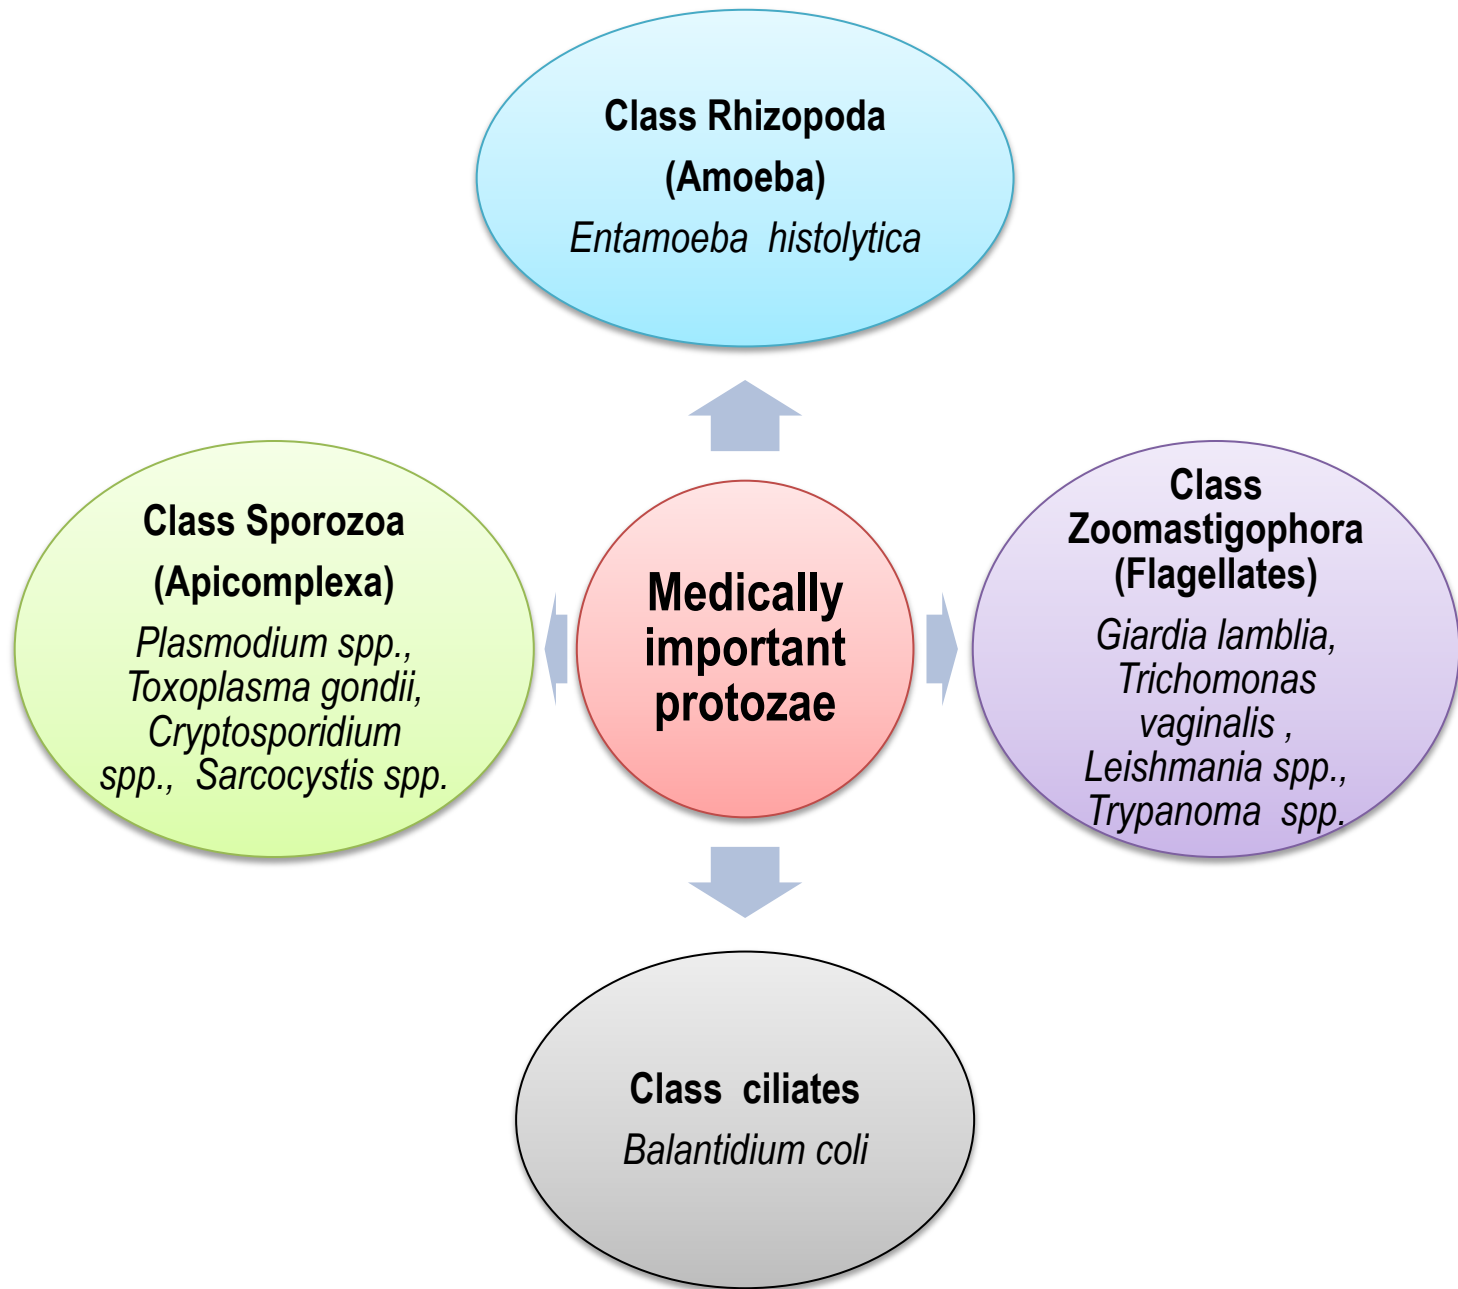 Class Rhizopoda
(Amoeba)
Entamoeba  histolytica
Class Sporozoa
(Apicomplexa)
Plasmodium spp.,
Toxoplasma gondii,
Cryptosporidium
spp.,  Sarcocystis spp.
Medically
important
protozae
Class
Zoomastigophora
(Flagellates)
Giardia lamblia,
Trichomonas
vaginalis ,
Leishmania spp.,
Trypanoma  spp.
Class  ciliates
Balantidium coli